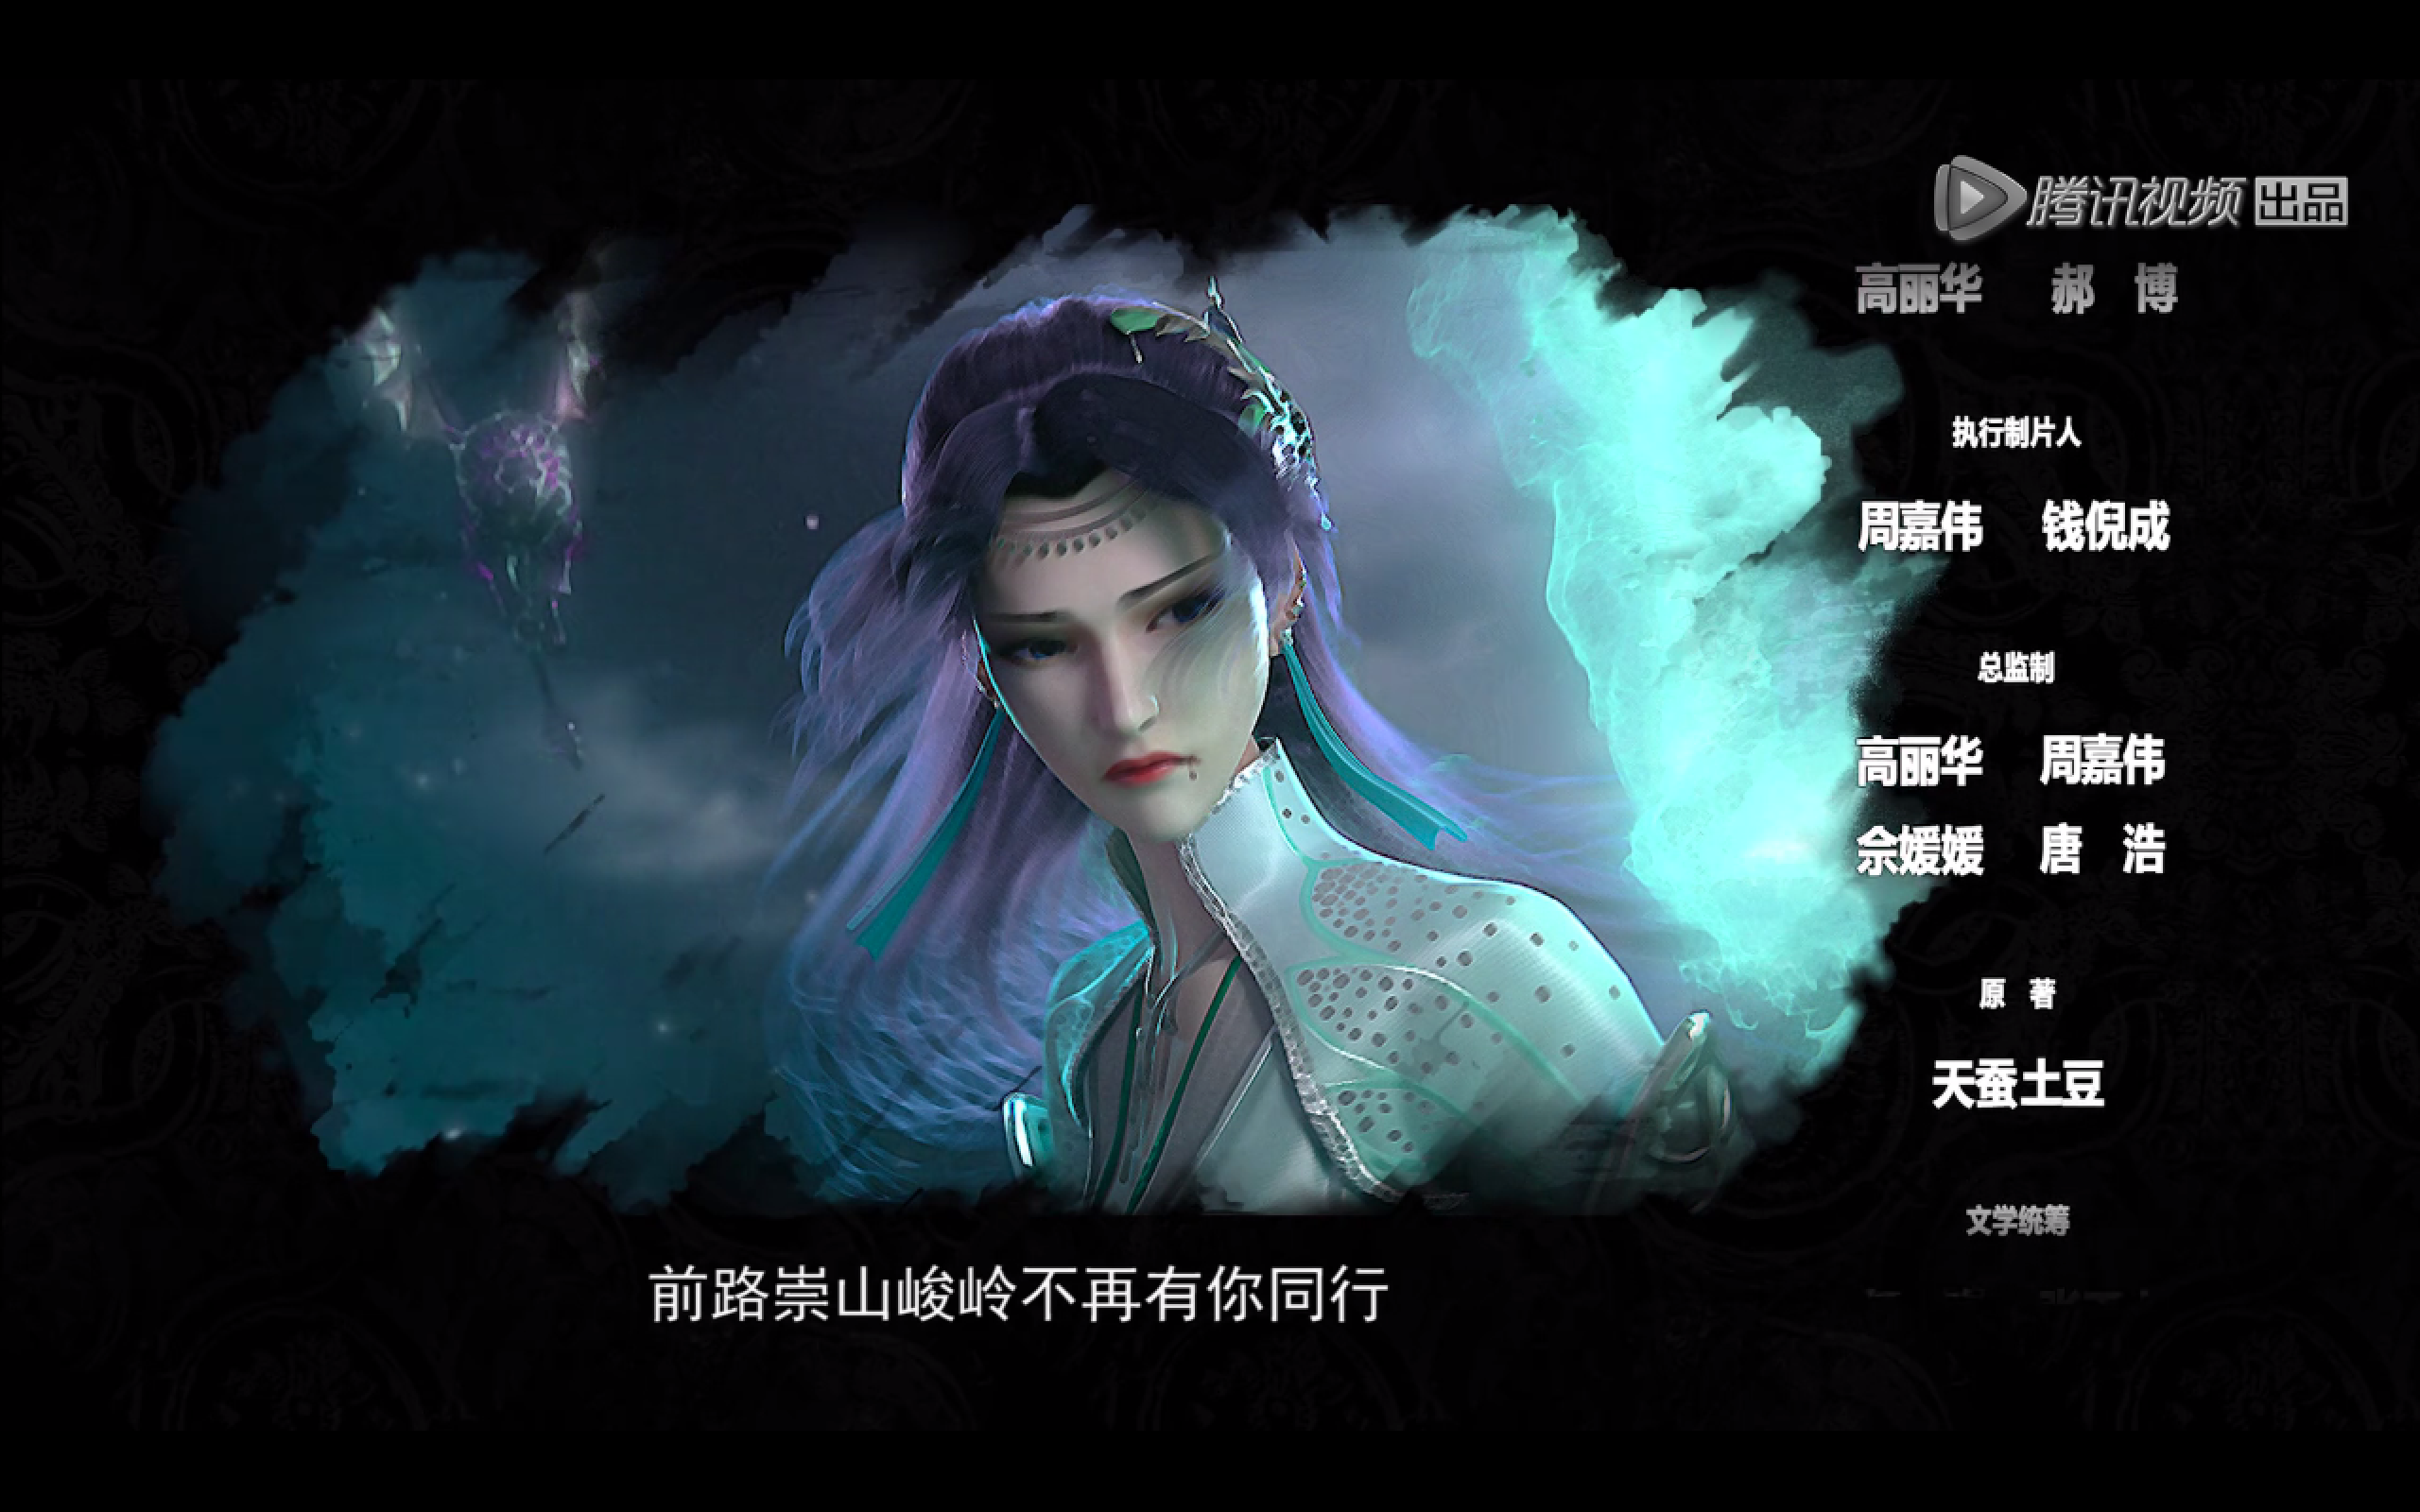 腾讯视频 出品
高丽华 郝 博
执行制片人
周嘉伟 钱倪成
总监制
高丽华 周嘉伟
佘媛媛 唐 浩
原 著
天蚕土豆
文学统筹
前路崇山峻岭不再有你同行